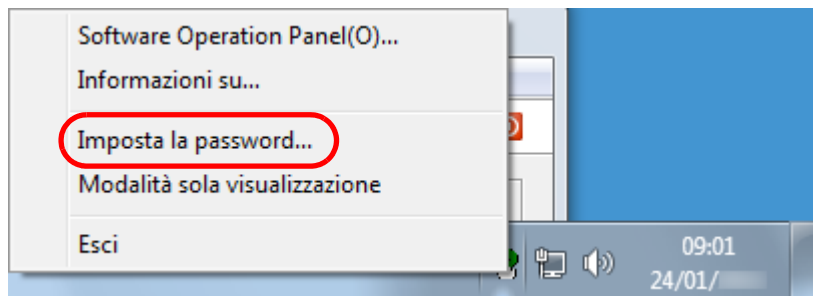 Software Operation Panel(O)...
Informazioni su...
Imposta la password...
Modalità sola visualizzazione
Esci
09:01
24/01/